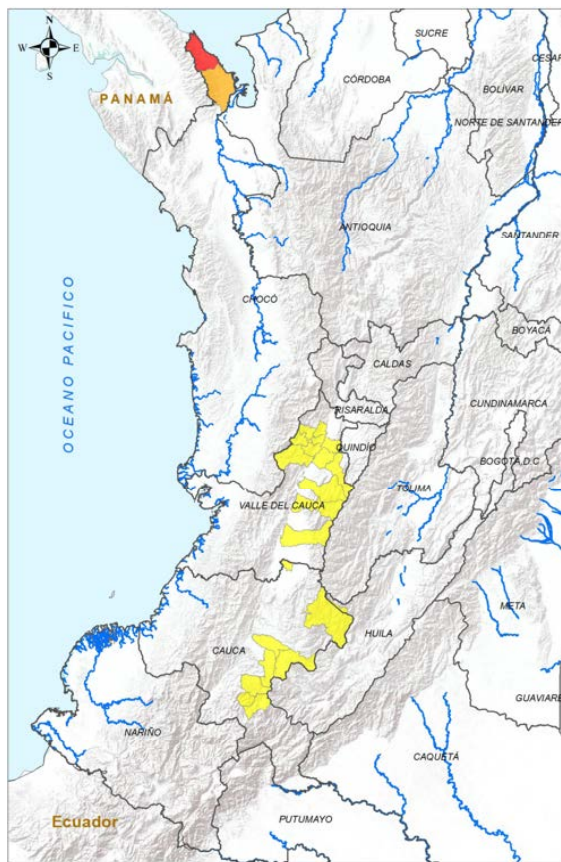 N
W E
S
SUCRE
CESAR
CÓRDOBA
BOLÍVAR
PANAMÁ
NORTE DE SANTANDER
ANTIOQUIA
SANTANDER
OCEANO PACIFICO
CHOCÓ
BOYACÁ
CALDAS
CUNDINAMARCA
RISARALDA
QUINDÍO
BOGOTÁ D.C
TOLIMA
VALLE DEL CAUCA
META
HUILA
CAUCA
GUAVIARE
NARIÑO
CAQUETÁ
Ecuador
PUTUMAYO